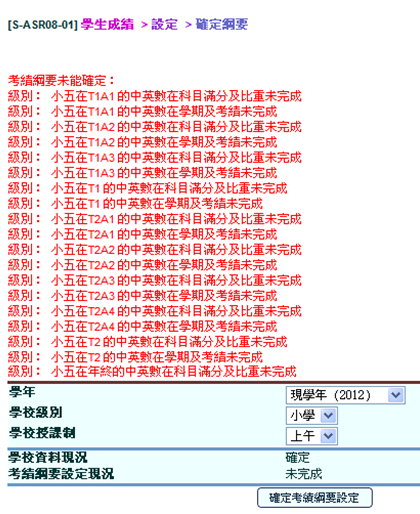 [S-ASR08-01] 學生成績 > 設定 > 確定綱要
考績綱要未能確定：
級別： 小五在T1A1 的中英數在科目滿分及比重未完成
級別： 小五在T1A1 的中英數在學期及考績未完成
級別： 小五在T1A2 的中英數在科目滿分及比重未完成
級別： 小五在T1A2 的中英數在學期及考績未完成
級別： 小五在T1A3 的中英數在科目滿分及比重未完成
級別： 小五在T1A3 的中英數在學期及考績未完成
級別： 小五在T1 的中英數在科目滿分及比重未完成
級別： 小五在T1 的中英數在學期及考績未完成
級別： 小五在T2A1 的中英數在科目滿分及比重未完成
級別： 小五在T2A1 的中英數在學期及考績未完成
級別： 小五在T2A2 的中英數在科目滿分及比重未完成
級別： 小五在T2A2 的中英數在學期及考績未完成
級別： 小五在T2A3 的中英數在科目滿分及比重未完成
級別： 小五在T2A3 的中英數在學期及考績未完成
級別： 小五在T2A4 的中英數在科目滿分及比重未完成
級別： 小五在T2A4 的中英數在學期及考績未完成
級別： 小五在T2 的中英數在科目滿分及比重未完成
級別： 小五在T2 的中英數在學期及考績未完成
級別： 小五在年終的中英數在科目滿分及比重未完成
學年 現學年 (2012)
學校級別 小學
學校授課制 上午
學校資料現況 確定
考績綱要設定現況 未完成
確定考績綱要設定